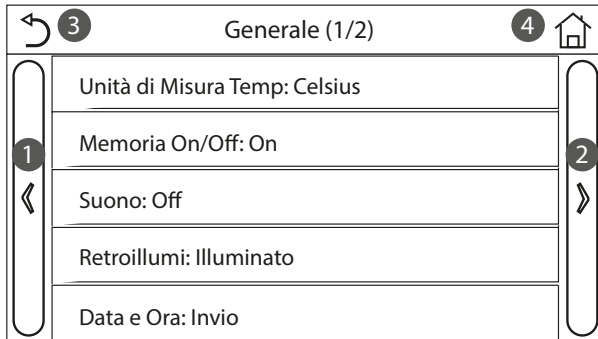 3 Generale (1/2) 4
Unità di Misura Temp: Celsius
Memoria On/Off: On
1 2
Suono: Off
Retroillumi: Illuminato
Data e Ora: Invio